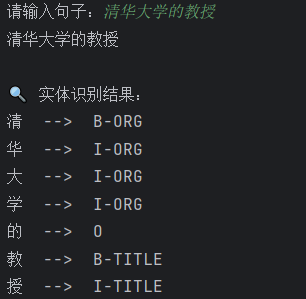 请输入句子：清华大学的教授
清华大学的教授
🔍 实体识别结果：
清 --> B-ORG
华 --> I-ORG
大 --> I-ORG
学 --> I-ORG
的 --> O
教 --> B-TITLE
授 --> I-TITLE